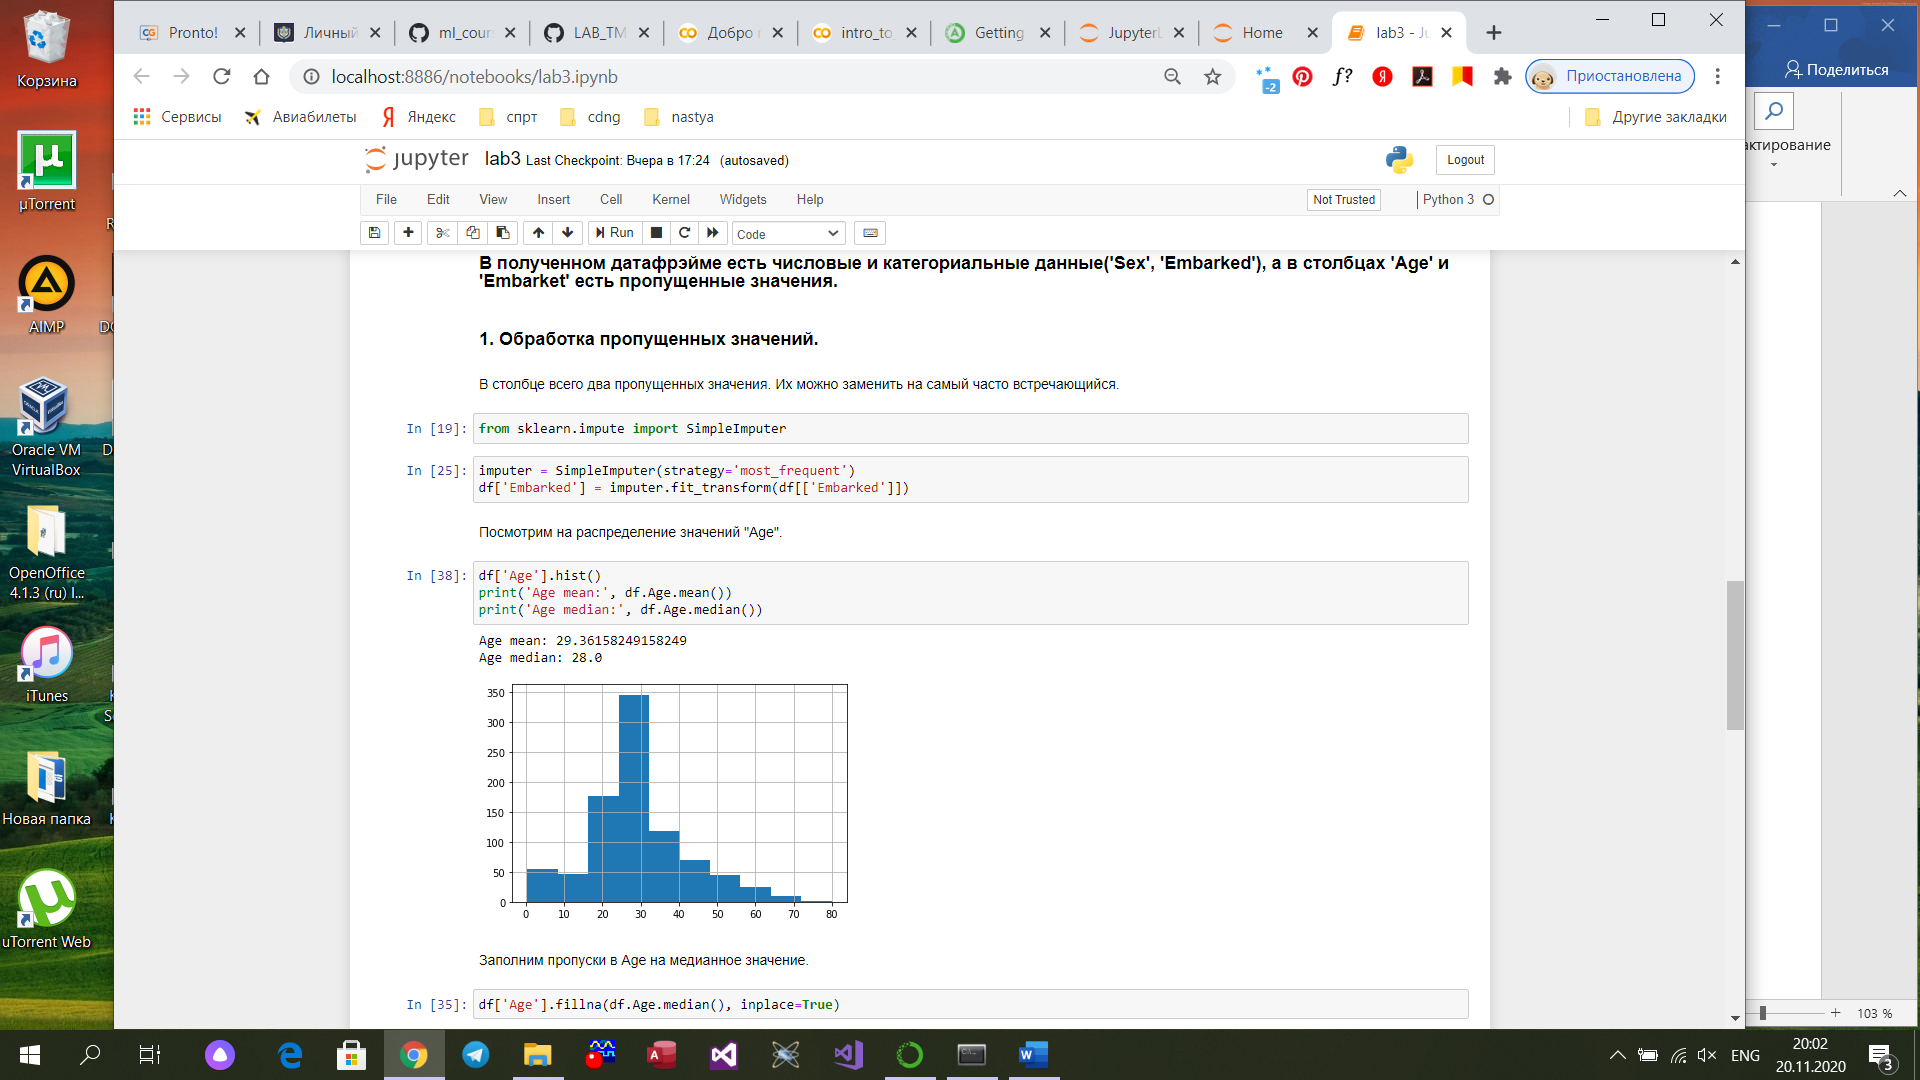 Корзина
µTorrent
AIMP
Oracle VM
VirtualBox
OpenOffice
4.1.3 (ru) I...
iTunes
Новая папка
uTorrent Web
Pronto!
Личный
ml_cour
LAB_TM
Добро
intro_to
Getting
Jupyter
Home
lab3 - Ju
localhost:8886/notebooks/lab3.ipynb
-2
f?
Приостановлена
Сервисы
Авиабилеты
Яндекс
спрт
cdng
nastya
Другие закладки
jupyter
lab3 Last Checkpoint: Вчера в 17:24 (autosaved)
Logout
File Edit View Insert Cell Kernel Widgets Help
Not Trusted
Python 3
Run
Code
В полученном датафрэйме есть числовые и категориальные данные('Sex', 'Embarked'), а в столбцах 'Age' и
'Embarket' есть пропущенные значения.
1. Обработка пропущенных значений.
В столбце всего два пропущенных значения. Их можно заменить на самый часто встречающийся.
In [19]: from sklearn.impute import SimpleImputer
In [25]: imputer = SimpleImputer(strategy='most_frequent')
df['Embarked'] = imputer.fit_transform(df[['Embarked']])
Посмотрим на распределение значений "Age".
In [38]: df['Age'].hist()
print('Age mean:', df.Age.mean())
print('Age median:', df.Age.median())
Age mean: 29.36158249158249
Age median: 28.0
350
300
250
200
150
100
50
0
0 10 20 30 40 50 60 70 80
Заполним пропуски в Age на медианное значение.
In [35]: df['Age'].fillna(df.Age.median(), inplace=True)
Поделиться
актирование
103 %
ENG
20:02
20.11.2020
3